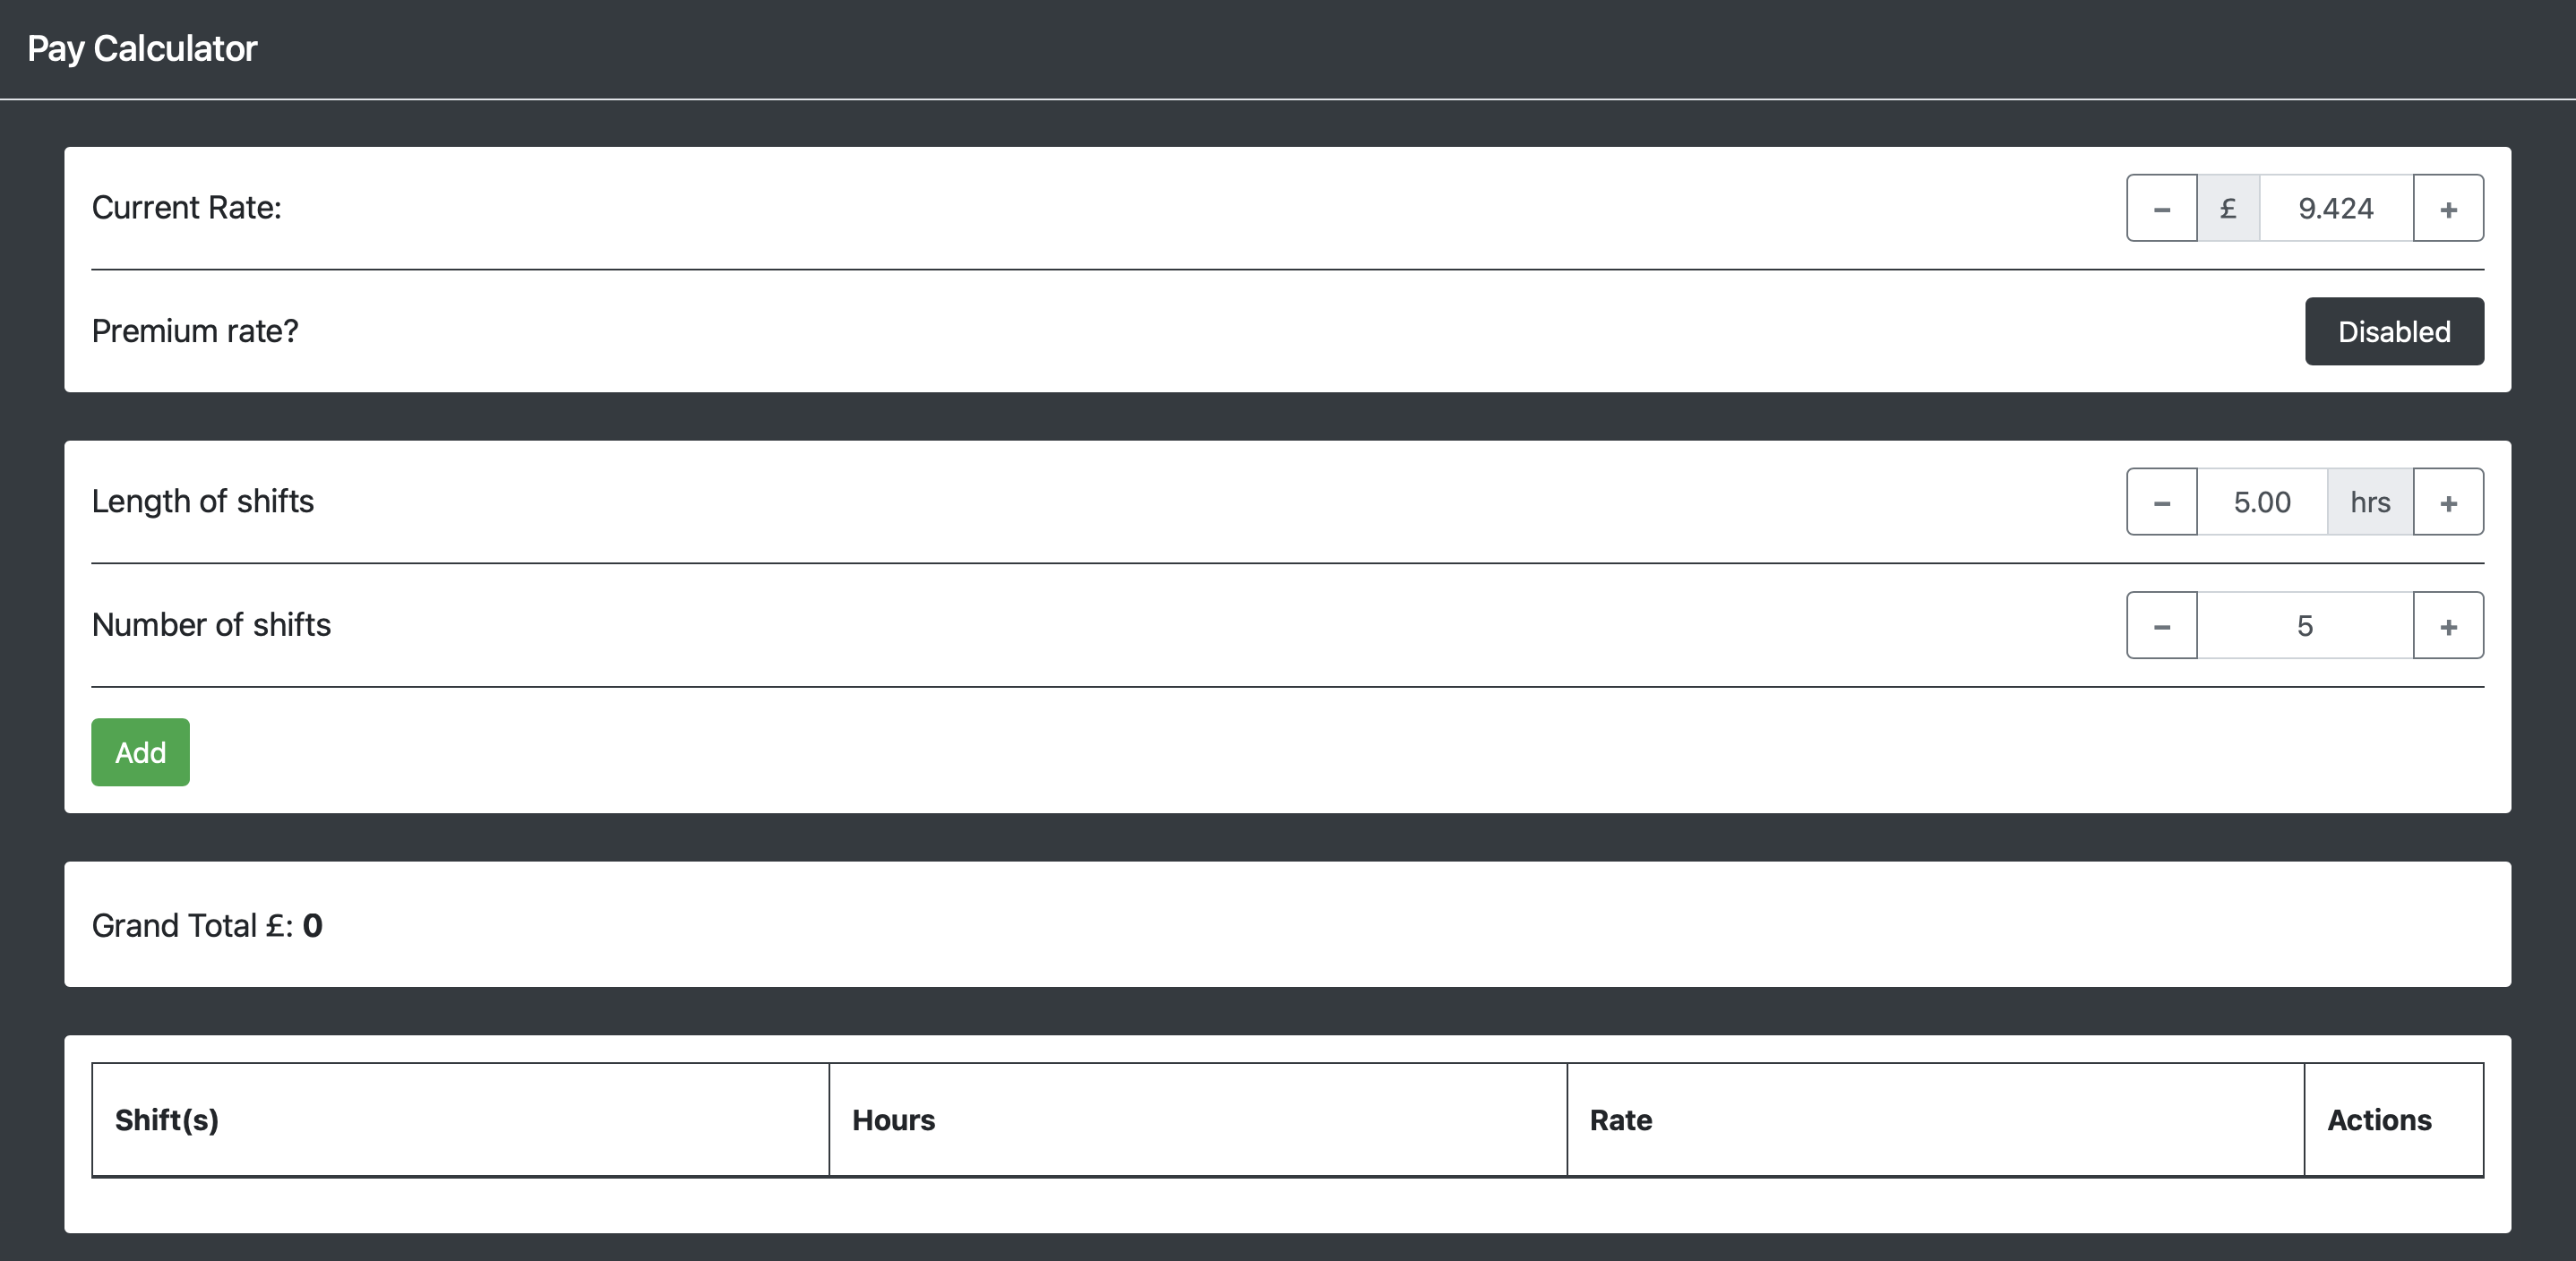 Pay Calculator
Current Rate: − £ 9.424 +
Premium rate? Disabled
Length of shifts − 5.00 hrs +
Number of shifts − 5 +
Add
Grand Total £: 0
Shift(s) Hours Rate Actions